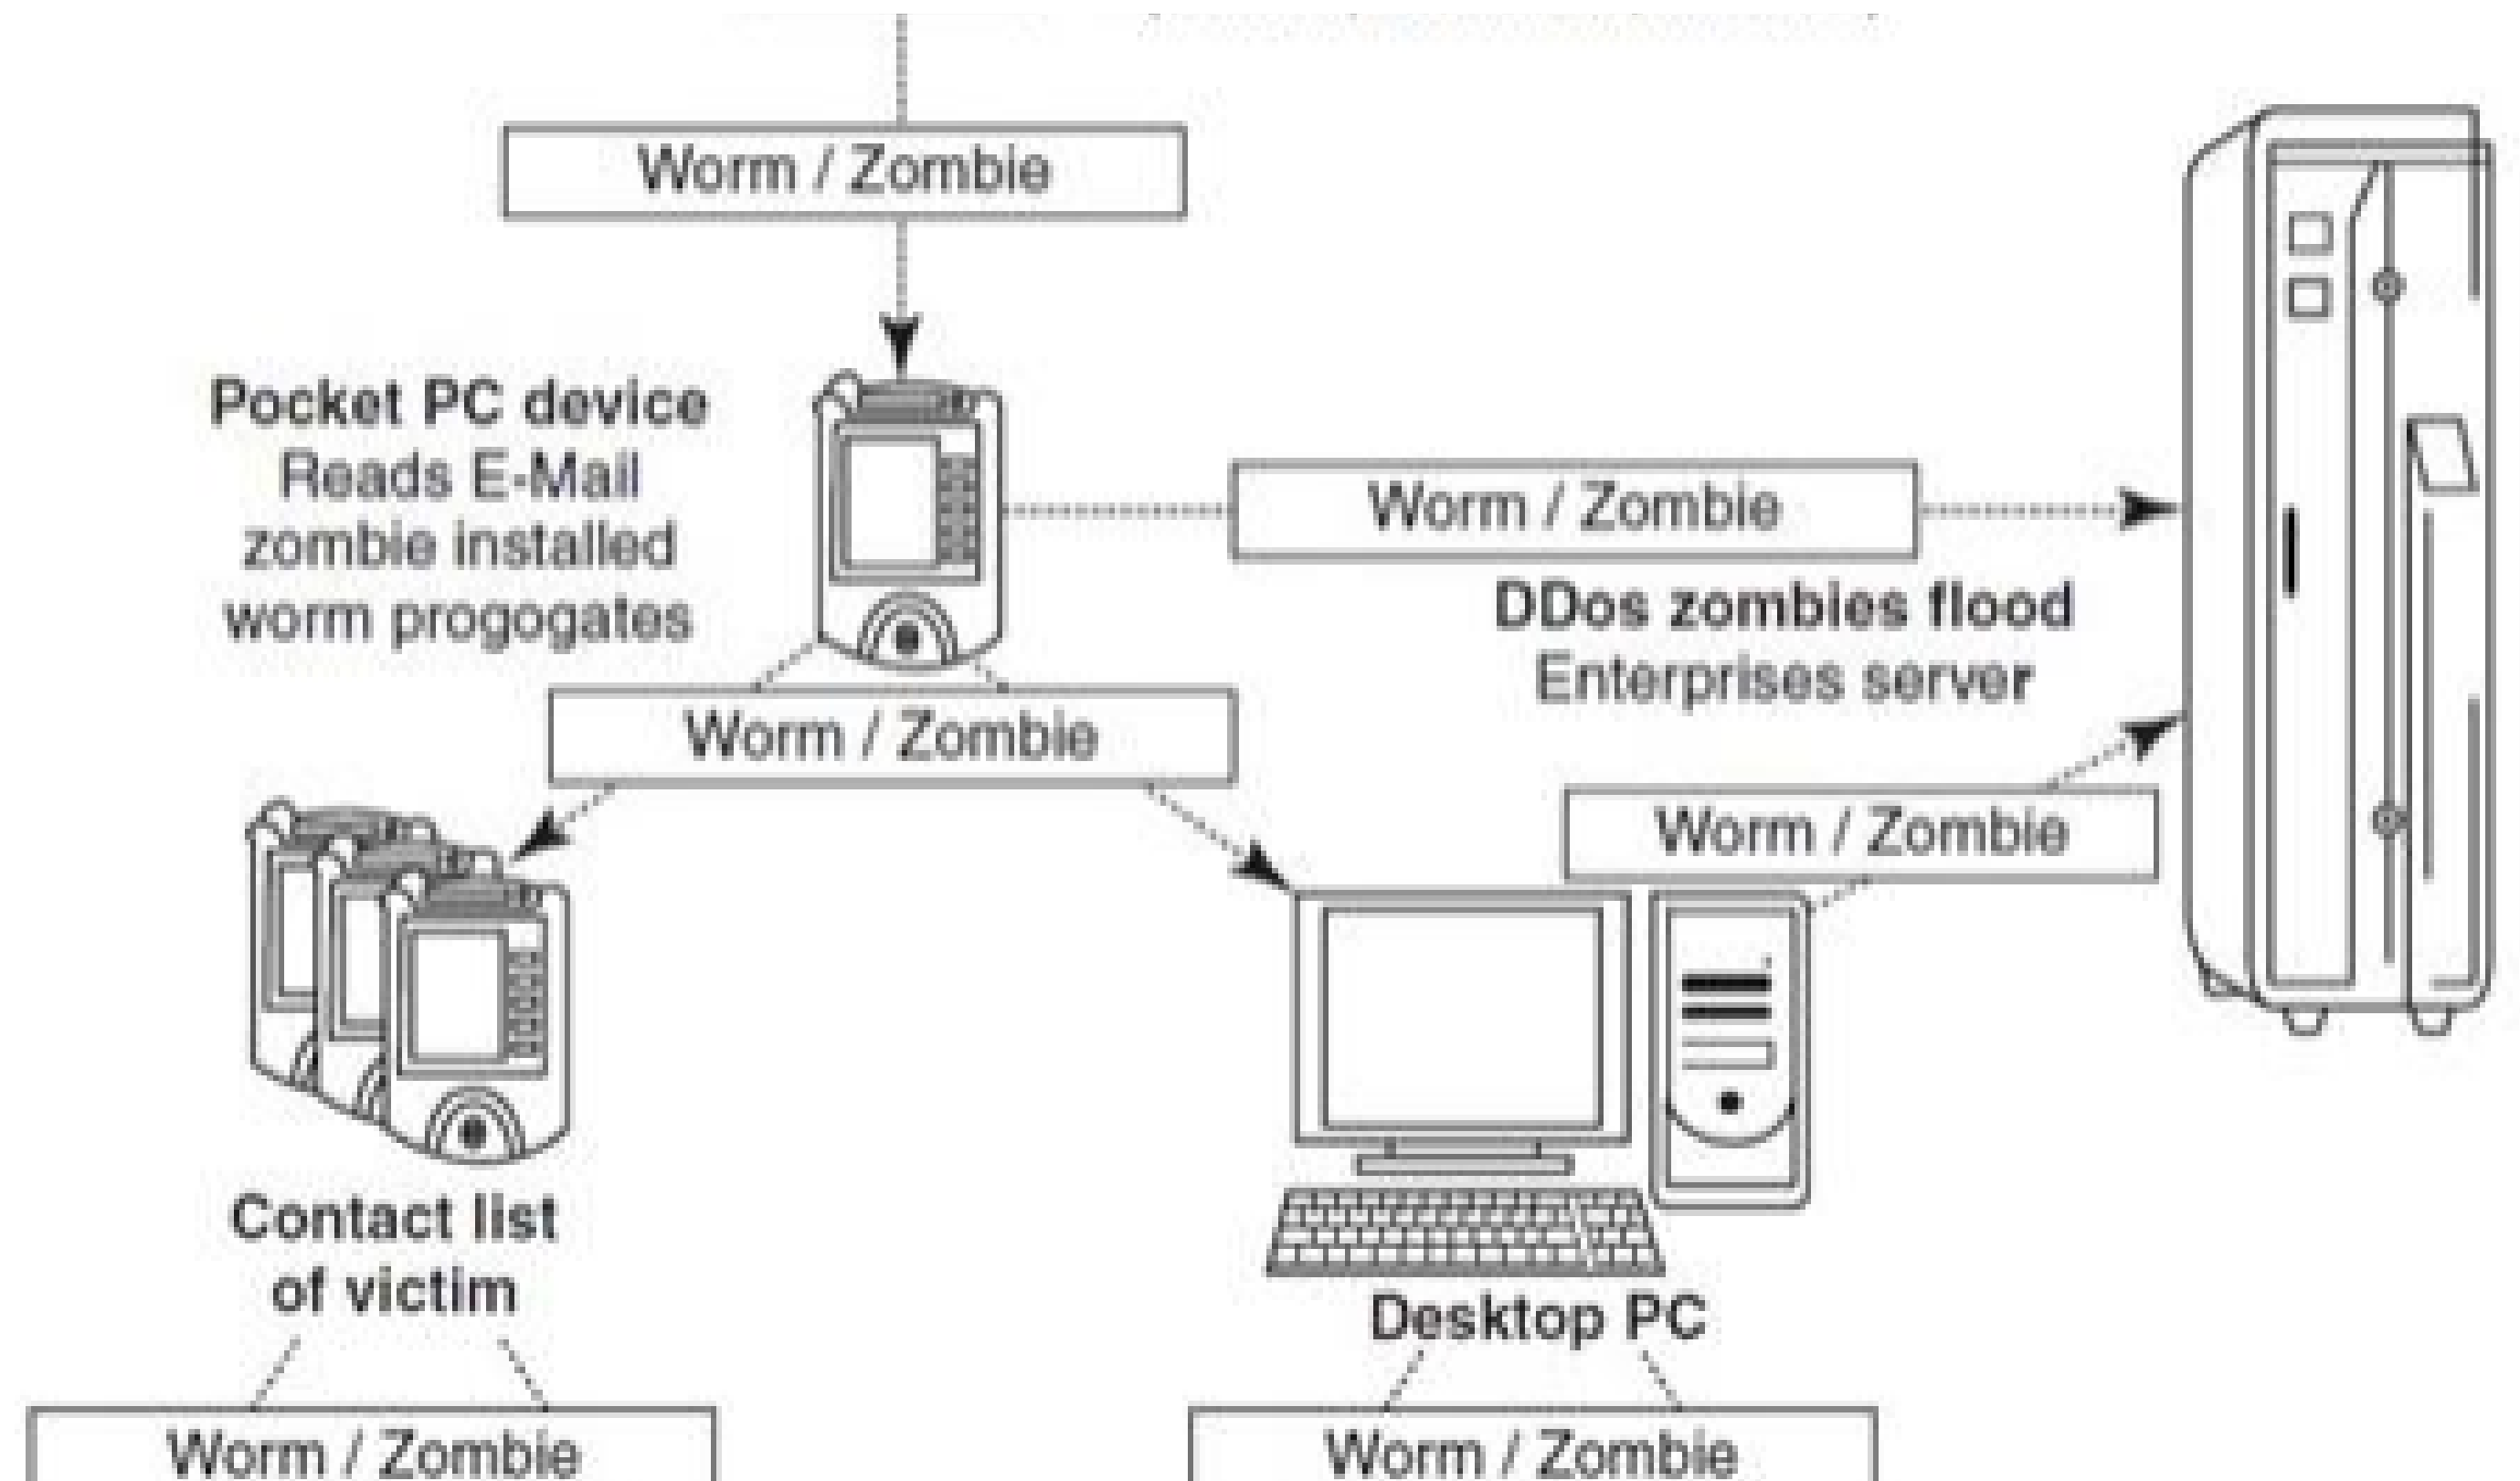 Worm / Zombie
Pocket PC device
Reads E-Mail
zombie installed
worm progogates
Worm / Zombie
DDos zombies flood
Enterprises server
Worm / Zombie
Worm / Zombie
Contact list
of victim
Desktop PC
Worm / Zombie
Worm / Zombie